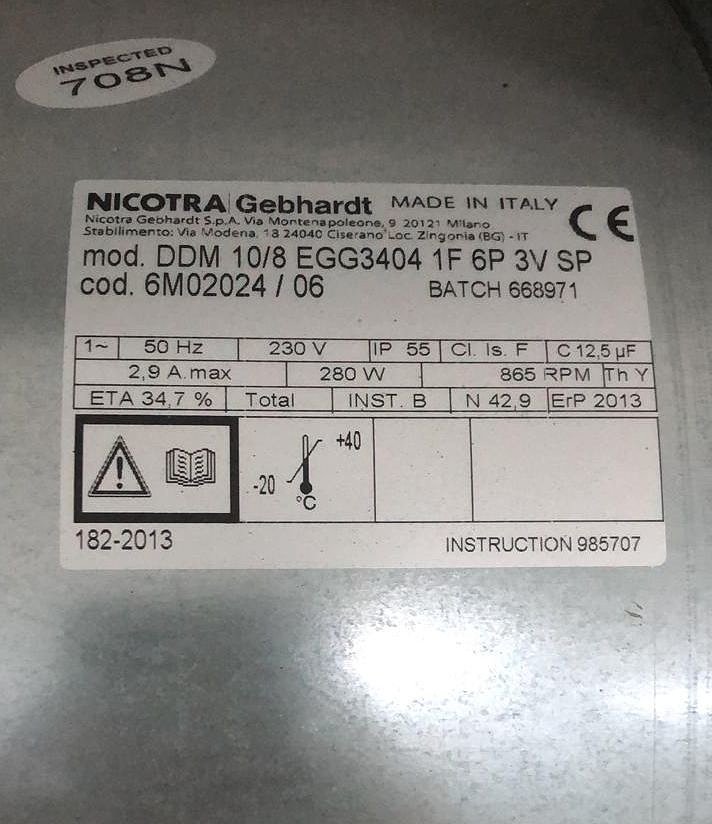 INSPECTED
708N
NICOTRA Gebhardt MADE IN ITALY CE
Nicotra Gebhardt S.p.A. Via Montenapoleone, 9 20121 Milano
Stabilimento: Via Modena, 18 24040 Ciserano Loc. Zingonia (BG) - IT
mod. DDM 10/8 EGG3404 1F 6P 3V SP
cod. 6M02024 / 06 BATCH 668971
1~ 50 Hz 230 V IP 55 Cl. Is. F C 12,5 µF
2,9 A.max 280 W 865 RPM Th Y
ETA 34,7 % Total INST. B N 42,9 ErP 2013
-20 °C +40
182-2013 INSTRUCTION 985707